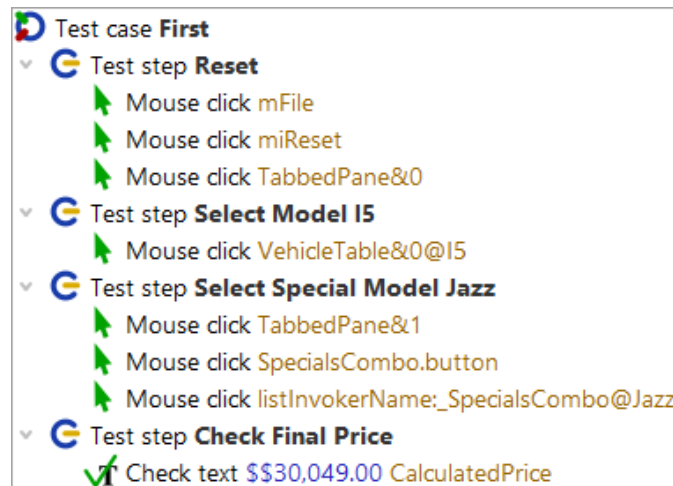 Test case First
Test step Reset
Mouse click mFile
Mouse click miReset
Mouse click TabbedPane&0
Test step Select Model I5
Mouse click VehicleTable&0@I5
Test step Select Special Model Jazz
Mouse click TabbedPane&1
Mouse click SpecialsCombo.button
Mouse click listInvokerName:_SpecialsCombo@Jazz
Test step Check Final Price
Check text $$30,049.00 CalculatedPrice